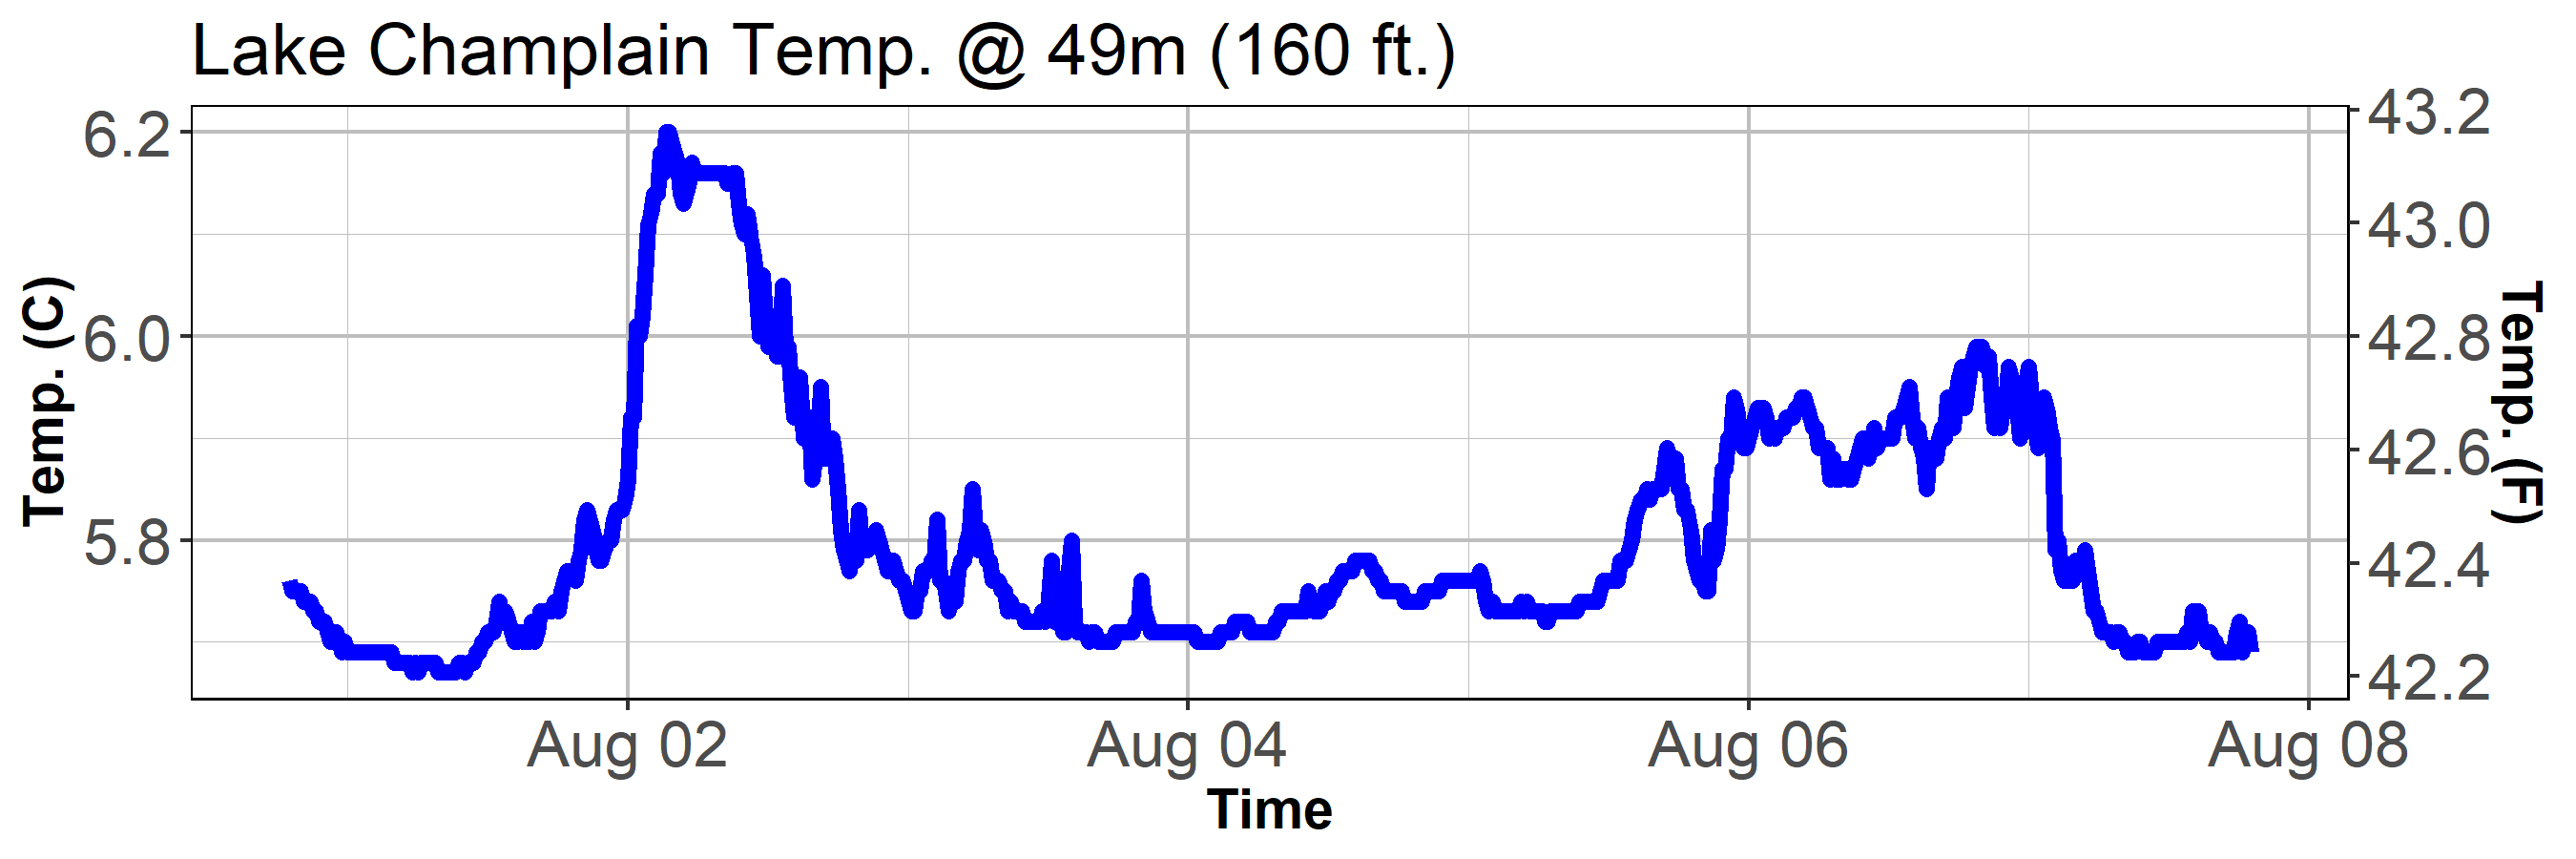 Lake Champlain Temp. @ 49m (160 ft.)
6.2
6.0
5.8
Temp. (C)
43.2
43.0
42.8
42.6
42.4
42.2
Temp. (F)
Aug 02
Aug 04
Aug 06
Aug 08
Time